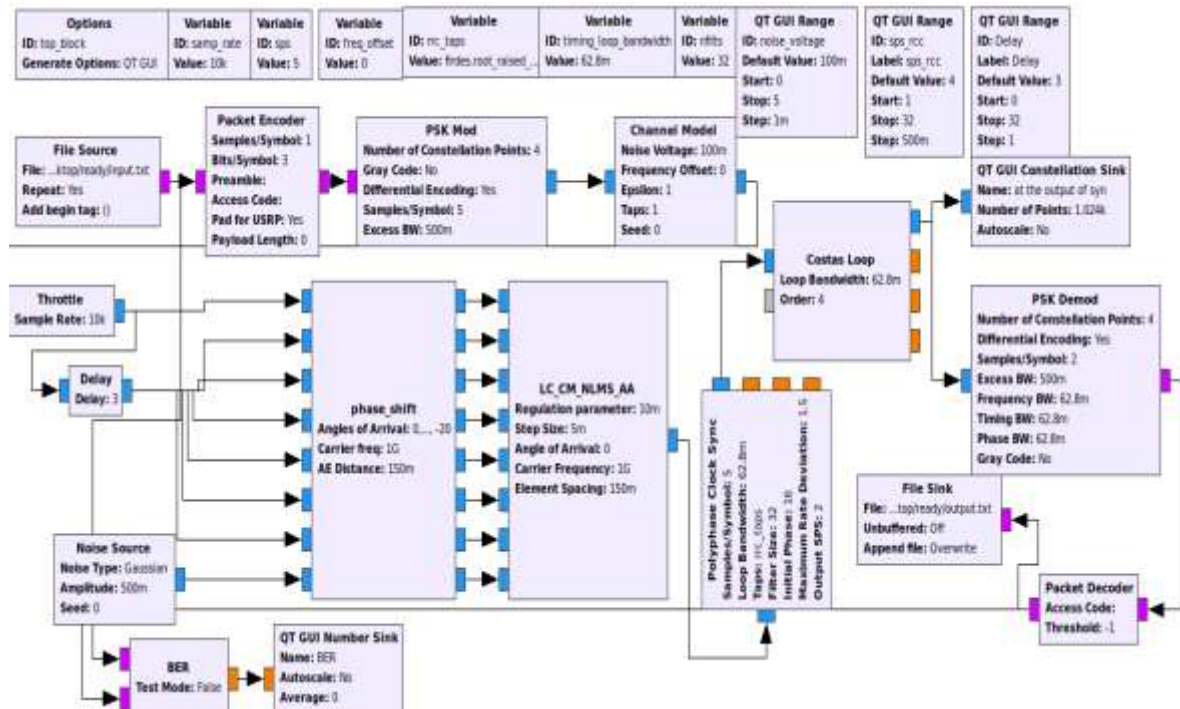 Options
ID: top_block
Generate Options: QT GUI
Variable
ID: samp_rate
Value: 10k
Variable
ID: sps
Value: 5
Variable
ID: freq_offset
Value: 0
Variable
ID: rrc_taps
Value: firdes.root_raised_...
Variable
ID: timing_loop_bandwidth
Value: 62.8m
Variable
ID: nfilts
Value: 32
QT GUI Range
ID: noise_voltage
Default Value: 100m
Start: 0
Stop: 5
Step: 1m
QT GUI Range
ID: sps_rcc
Label: sps_rcc
Default Value: 4
Start: 1
Stop: 32
Step: 500m
QT GUI Range
ID: Delay
Label: Delay
Default Value: 3
Start: 0
Stop: 32
Step: 1
File Source
File: ...ktop/ready/input.txt
Repeat: Yes
Add begin tag: ()
Packet Encoder
Samples/Symbol: 1
Bits/Symbol: 3
Preamble:
Access Code:
Pad for USRP: Yes
Payload Length: 0
PSK Mod
Number of Constellation Points: 4
Gray Code: No
Differential Encoding: Yes
Samples/Symbol: 5
Excess BW: 500m
Channel Model
Noise Voltage: 100m
Frequency Offset: 0
Epsilon: 1
Taps: 1
Seed: 0
QT GUI Constellation Sink
Name: at the output of syn
Number of Points: 1.024k
Autoscale: No
Costas Loop
Loop Bandwidth: 62.8m
Order: 4
Throttle
Sample Rate: 10k
Delay
Delay: 3
phase_shift
Angles of Arrival: 0,..., -20
Carrier freq: 1G
AE Distance: 150m
LC_CM_NLMS_AA
Regulation parameter: 10m
Step Size: 5m
Angle of Arrival: 0
Carrier Frequency: 1G
Element Spacing: 150m
Polyphase Clock Sync
Samples/Symbol: 5
Loop Bandwidth: 62.8m
Taps: rrc_taps
Filter Size: 32
Initial Phase: 16
Maximum Rate Deviation: 1.5
Output SPS: 2
PSK Demod
Number of Constellation Points: 4
Differential Encoding: Yes
Samples/Symbol: 2
Excess BW: 500m
Frequency BW: 62.8m
Timing BW: 62.8m
Phase BW: 62.8m
Gray Code: No
File Sink
File: ...top/ready/output.txt
Unbuffered: Off
Append file: Overwrite
Packet Decoder
Access Code:
Threshold: -1
Noise Source
Noise Type: Gaussian
Amplitude: 500m
Seed: 0
BER
Test Mode: False
QT GUI Number Sink
Name: BER
Autoscale: No
Average: 0